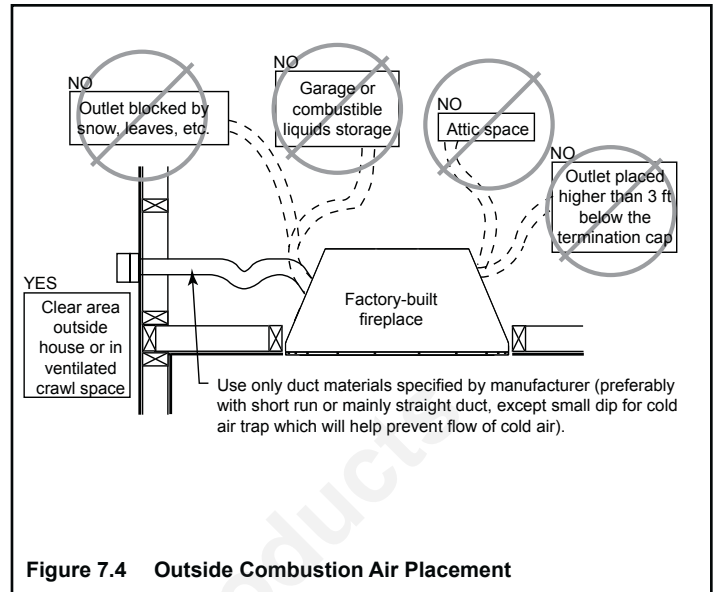 NO
Outlet blocked by
snow, leaves, etc.
NO
Garage or
combustible
liquids storage
NO
Attic space
NO
Outlet placed
higher than 3 ft
below the
termination cap
YES
Clear area
outside
house or in
ventilated
crawl space
Factory-built
fireplace
Use only duct materials specified by manufacturer (preferably
with short run or mainly straight duct, except small dip for cold
air trap which will help prevent flow of cold air).
Figure 7.4 Outside Combustion Air Placement